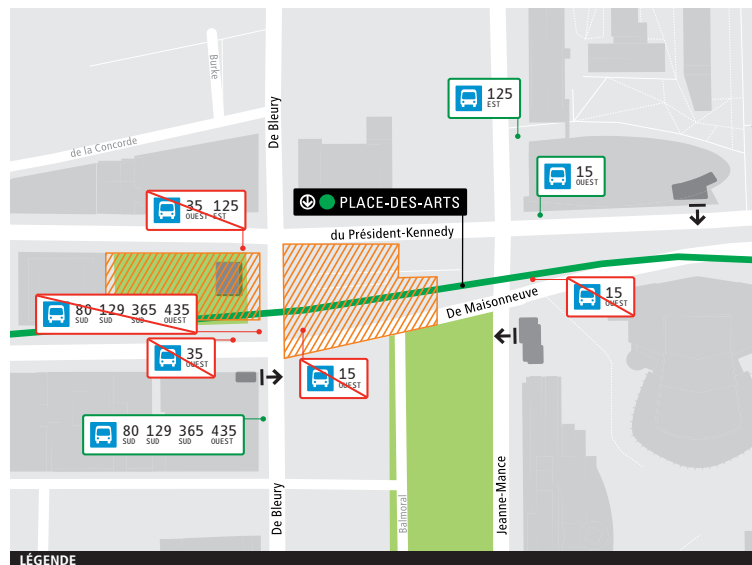 Burke
De Bleury
de la Concorde
125
EST
15
OUEST
35 125
OUEST EST
PLACE-DES-ARTS
du Président-Kennedy
80 129 365 435
SUD SUD SUD OUEST
De Maisonneuve
15
OUEST
35
OUEST
15
OUEST
80 129 365 435
SUD SUD SUD OUEST
De Bleury
Balmoral
Jeanne-Mance
LÉGENDE